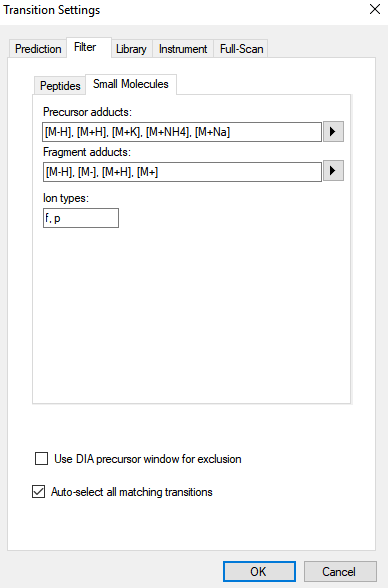 Transition Settings
Prediction Filter Library Instrument Full-Scan
Peptides Small Molecules
Precursor adducts:
[M-H], [M+H], [M+K], [M+NH4], [M+Na]
Fragment adducts:
[M-H], [M-], [M+H], [M+]
Ion types:
f, p
Use DIA precursor window for exclusion
Auto-select all matching transitions
OK Cancel